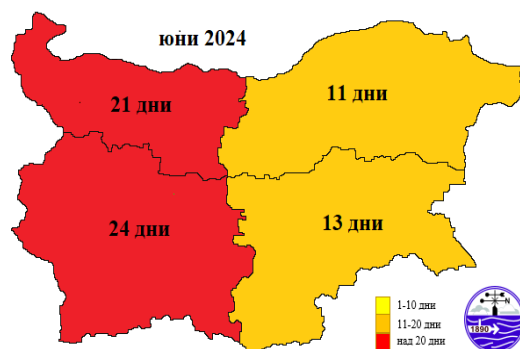 юни 2024
21 дни
11 дни
24 дни
13 дни
1-10 дни
11-20 дни
над 20 дни
N
1890